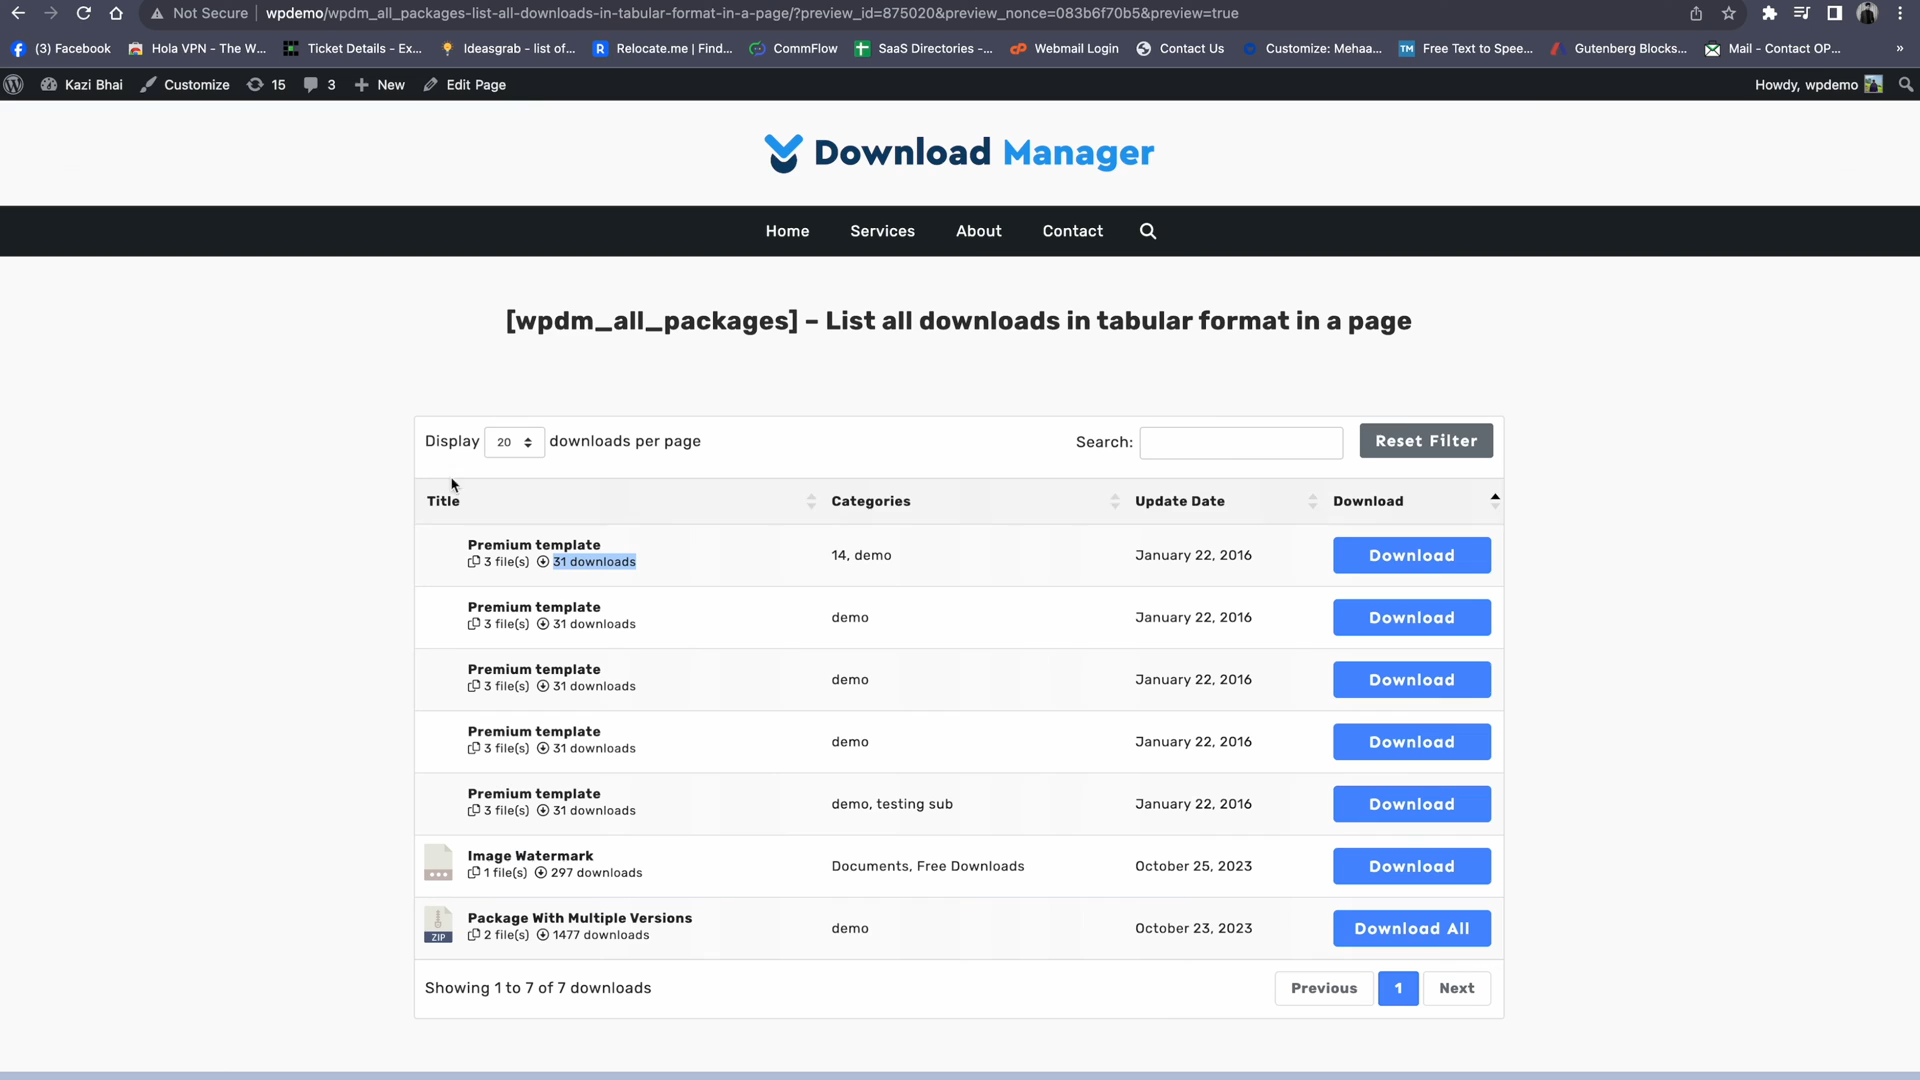 Not Secure wpdemo/wpdm_all_packages-list-all-downloads-in-tabular-format-in-a-page/?preview_id=875020&preview_nonce=083b6f70b5&preview=true
(3) Facebook Hola VPN - The W... Ticket Details - Ex... Ideasgrab - list of... Relocate.me | Find... CommFlow SaaS Directories -... Webmail Login Contact Us Customize: Mehaa... TM Free Text to Spee... Gutenberg Blocks... Mail - Contact OP... »
Kazi Bhai Customize 15 3 New Edit Page Howdy, wpdemo
Download Manager
Home Services About Contact
[wpdm_all_packages] – List all downloads in tabular format in a page
Display 20 downloads per page Search: Reset Filter
Title Categories Update Date Download
Premium template
3 file(s) 31 downloads 14, demo January 22, 2016 Download
Premium template
3 file(s) 31 downloads demo January 22, 2016 Download
Premium template
3 file(s) 31 downloads demo January 22, 2016 Download
Premium template
3 file(s) 31 downloads demo January 22, 2016 Download
Premium template
3 file(s) 31 downloads demo, testing sub January 22, 2016 Download
Image Watermark
1 file(s) 297 downloads Documents, Free Downloads October 25, 2023 Download
Package With Multiple Versions
ZIP 2 file(s) 1477 downloads demo October 23, 2023 Download All
Showing 1 to 7 of 7 downloads Previous 1 Next